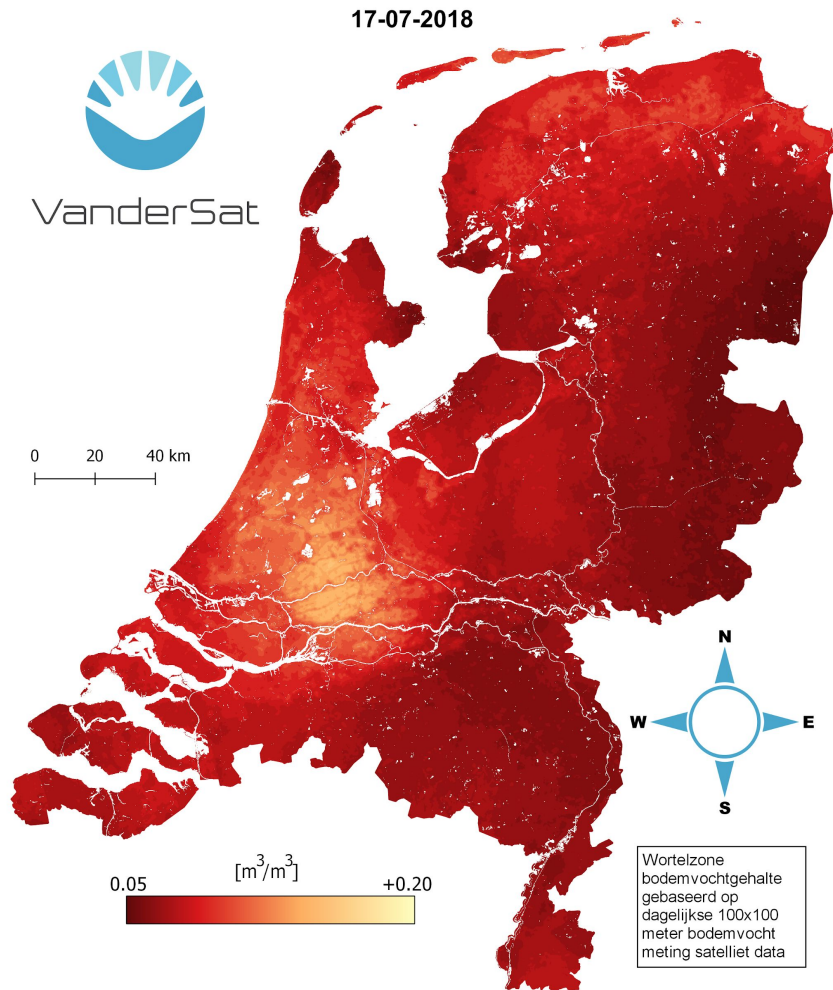 17-07-2018
VanderSat
0 20 40 km
N
W E
S
[m³/m³]
0.05 +0.20
Wortelzone
bodemvochtgehalte
gebaseerd op
dagelijkse 100x100
meter bodemvocht
meting satelliet data